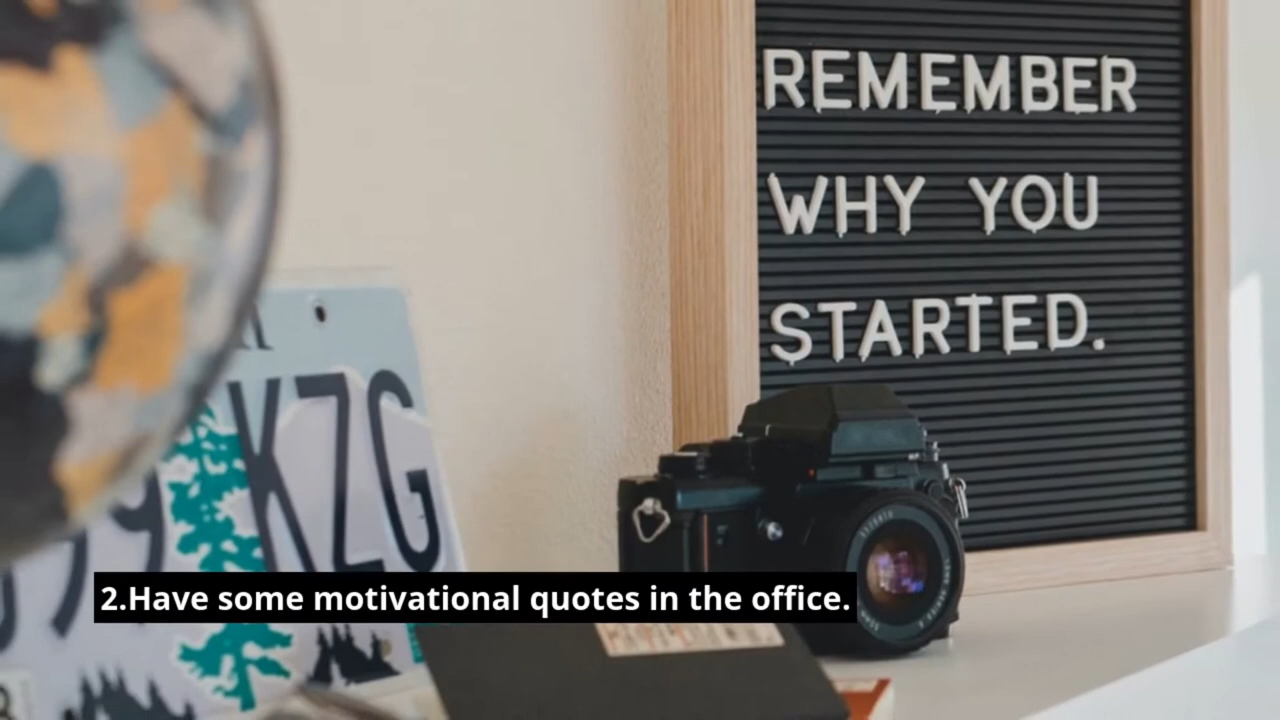 REMEMBER
WHY YOU
STARTED.
KZG
2.Have some motivational quotes in the office.